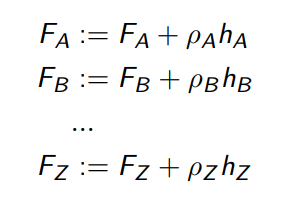 F_A := F_A + ρ_A h_A
F_B := F_B + ρ_B h_B
...
F_Z := F_Z + ρ_Z h_Z